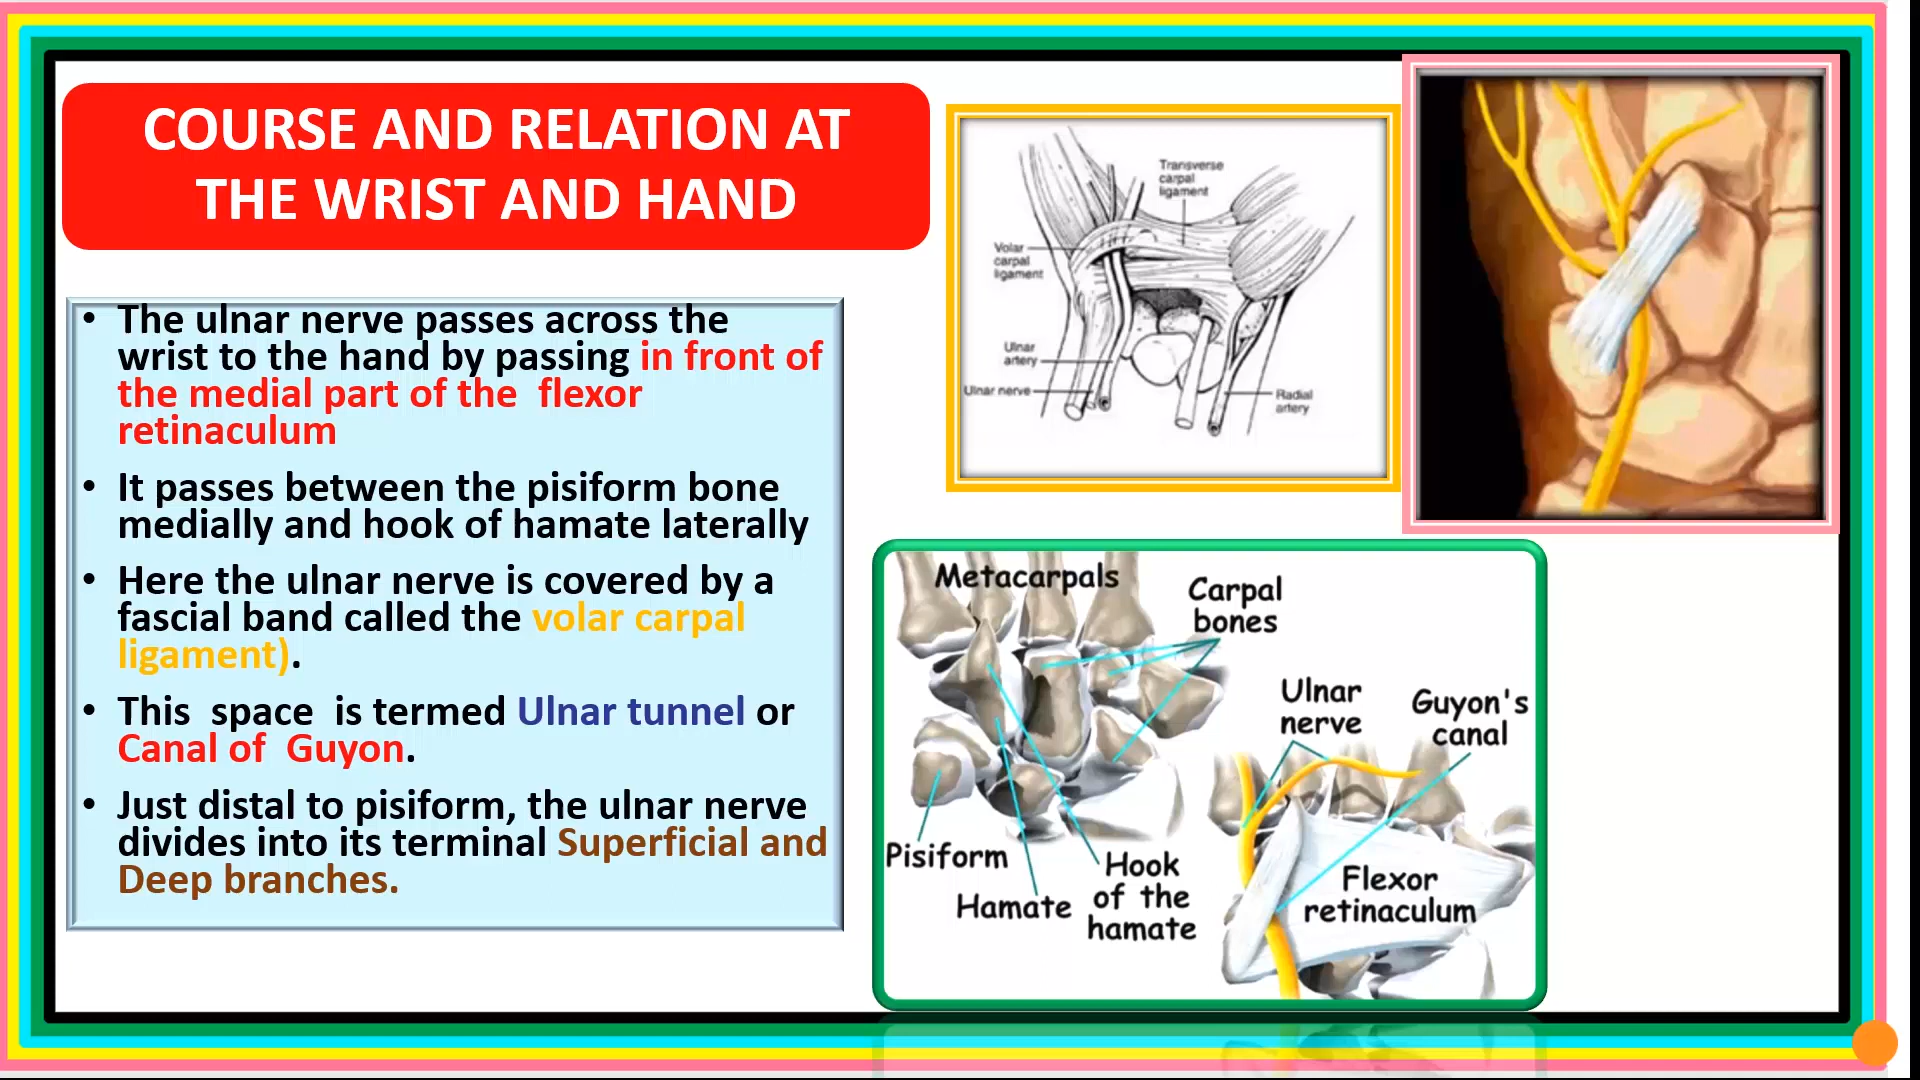 COURSE AND RELATION AT
THE WRIST AND HAND
• The ulnar nerve passes across the
wrist to the hand by passing in front of
the medial part of the  flexor
retinaculum
• It passes between the pisiform bone
medially and hook of hamate laterally
• Here the ulnar nerve is covered by a
fascial band called the volar carpal
ligament).
• This  space  is termed Ulnar tunnel or
Canal of  Guyon.
• Just distal to pisiform, the ulnar nerve
divides into its terminal Superficial and
Deep branches.
Transverse
carpal
ligament
Volar
carpal
ligament
Ulnar
artery
Ulnar nerve
Radial
artery
Metacarpals
Carpal
bones
Ulnar
nerve
Guyon's
canal
Pisiform
Hamate
Hook
of the
hamate
Flexor
retinaculum